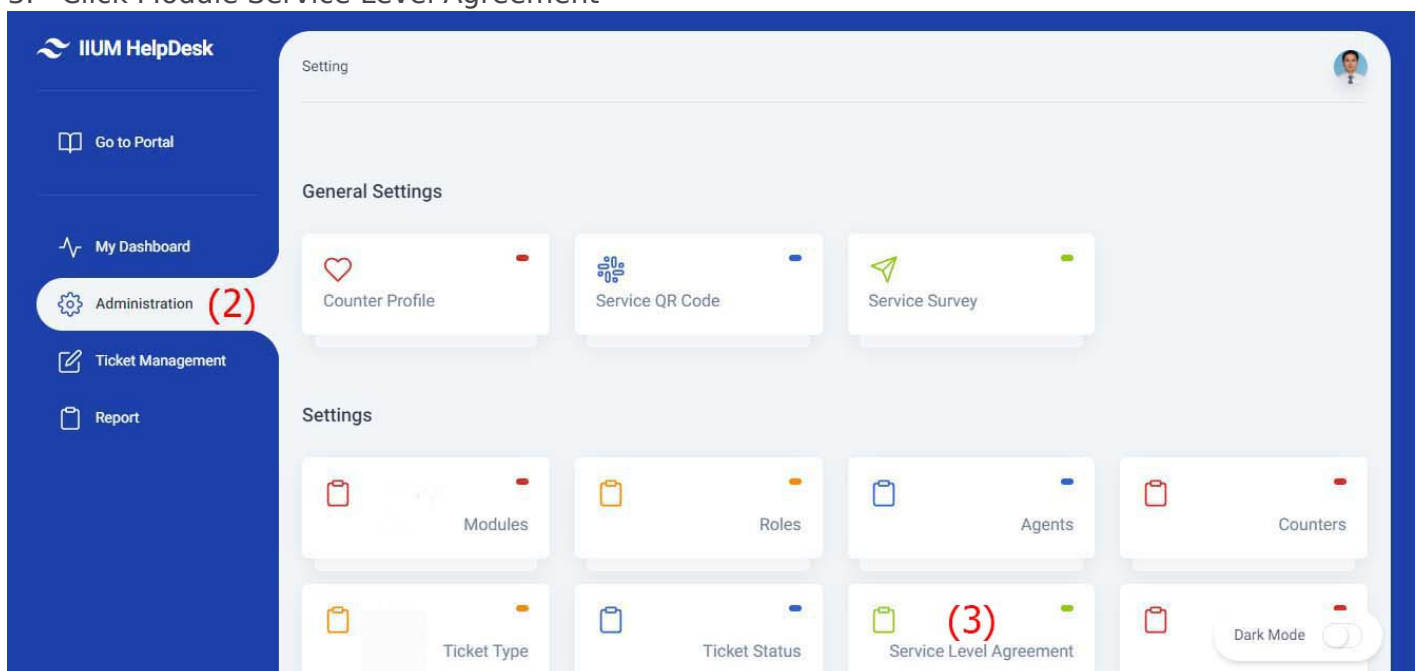 3. Click Module Service Level Agreement
IIUM HelpDesk
Setting
Go to Portal
General Settings
My Dashboard
Counter Profile
Service QR Code
Service Survey
Administration (2)
Ticket Management
Report
Settings
Modules
Roles
Agents
Counters
(3)
Ticket Type
Ticket Status
Service Level Agreement
Dark Mode